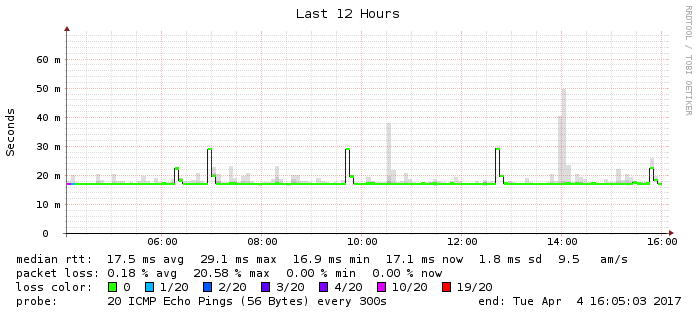 Last 12 Hours
RRDTOOL / TOBI OETIKER
Seconds
60 m
50 m
40 m
30 m
20 m
10 m
0
06:00 08:00 10:00 12:00 14:00 16:00
median rtt: 17.5 ms avg 29.1 ms max 16.9 ms min 17.1 ms now 1.8 ms sd 9.5 am/s
packet loss: 0.18 % avg 20.58 % max 0.00 % min 0.00 % now
loss color: 0 1/20 2/20 3/20 4/20 10/20 19/20
probe: 20 ICMP Echo Pings (56 Bytes) every 300s end: Tue Apr 4 16:05:03 2017